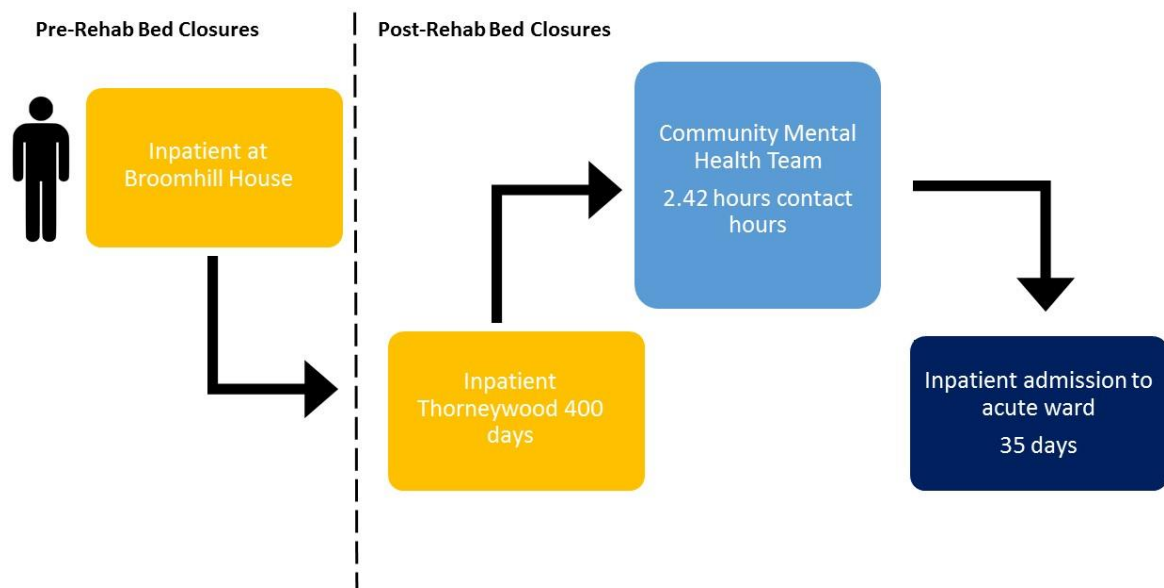 Pre-Rehab Bed Closures
Post-Rehab Bed Closures
Inpatient at
Broomhill House
Inpatient
Thorneywood 400
days
Community Mental
Health Team
2.42 hours contact
hours
Inpatient admission to
acute ward
35 days